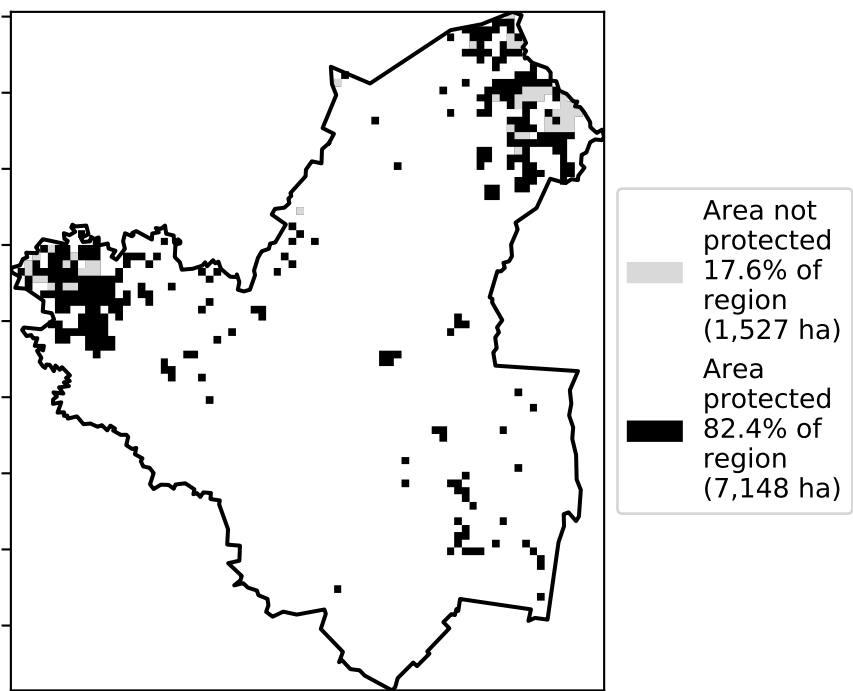 Area not
protected
17.6% of
region
(1,527 ha)
Area
protected
82.4% of
region
(7,148 ha)